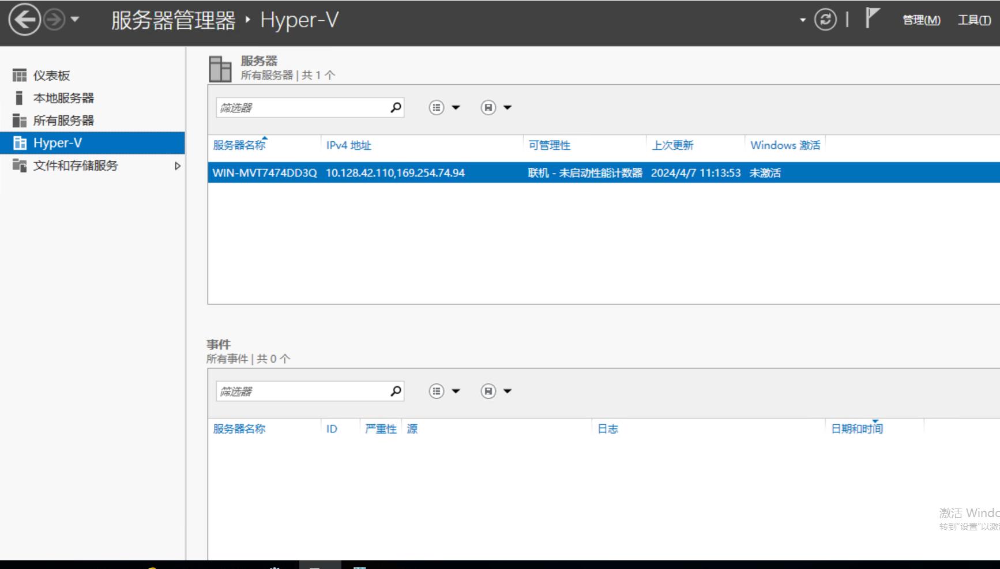 服务器管理器 ‣ Hyper-V
管理(M) 工具(T)
仪表板
本地服务器
所有服务器
Hyper-V
文件和存储服务
服务器
所有服务器 | 共 1 个
筛选器
服务器名称 IPv4 地址 可管理性 上次更新 Windows 激活
WIN-MVT7474DD3Q 10.128.42.110,169.254.74.94 联机 - 未启动性能计数器 2024/4/7 11:13:53 未激活
事件
所有事件 | 共 0 个
筛选器
服务器名称 ID 严重性 源 日志 日期和时间
激活 Windo
转到"设置"以激